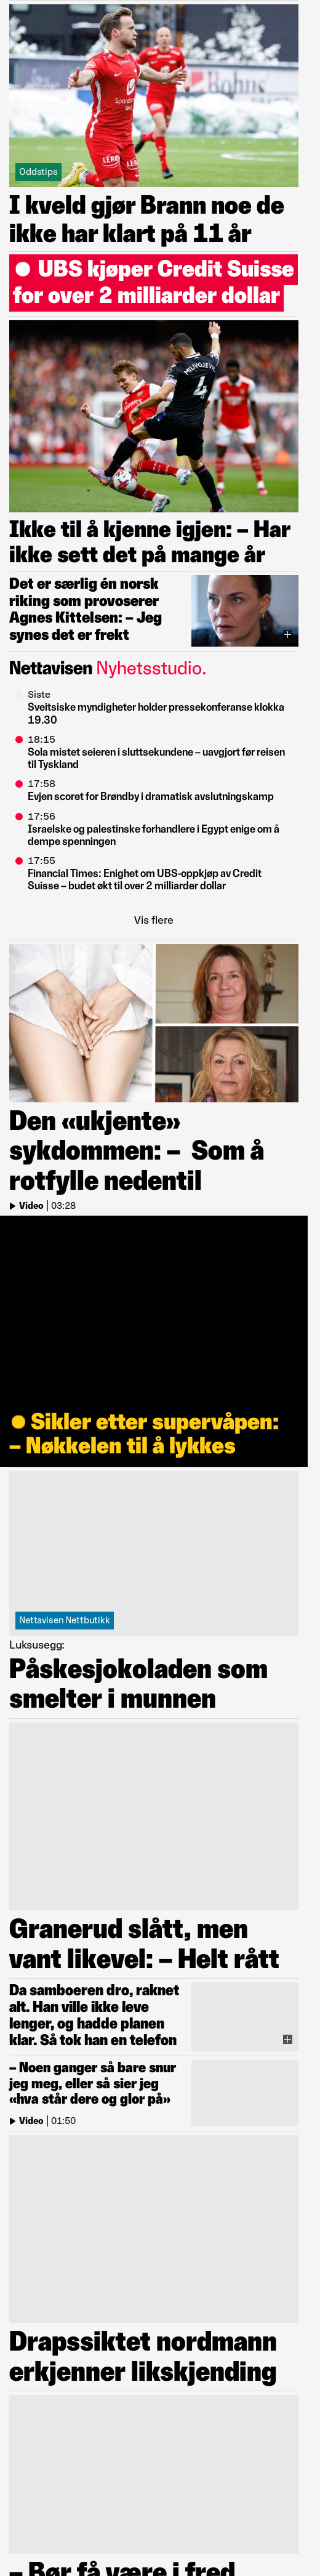 Oddstips
I kveld gjør Brann noe de
ikke har klart på 11 år
UBS kjøper Credit Suisse
for over 2 milliarder dollar
MILIVOJEVIC
4
Ikke til å kjenne igjen: – Har
ikke sett det på mange år
Det er særlig én norsk
riking som provoserer
Agnes Kittelsen: – Jeg
synes det er frekt
Nettavisen Nyhetsstudio.
Siste
Sveitsiske myndigheter holder pressekonferanse klokka
19.30
18:15
Sola mistet seieren i sluttsekundene – uavgjort før reisen
til Tyskland
17:58
Evjen scoret for Brøndby i dramatisk avslutningskamp
17:56
Israelske og palestinske forhandlere i Egypt enige om å
dempe spenningen
17:55
Financial Times: Enighet om UBS-oppkjøp av Credit
Suisse – budet økt til over 2 milliarder dollar
Vis flere
Den «ukjente»
sykdommen: – Som å
rotfylle nedentil
Video | 03:28
Sikler etter supervåpen:
– Nøkkelen til å lykkes
Nettavisen Nettbutikk
Luksusegg:
Påskesjokoladen som
smelter i munnen
Granerud slått, men
vant likevel: – Helt rått
Da samboeren dro, raknet
alt. Han ville ikke leve
lenger, og hadde planen
klar. Så tok han en telefon
– Noen ganger så bare snur
jeg meg, eller så sier jeg
«hva står dere og glor på»
Video | 01:50
Drapssiktet nordmann
erkjenner likskjending
– Bør få være i fred